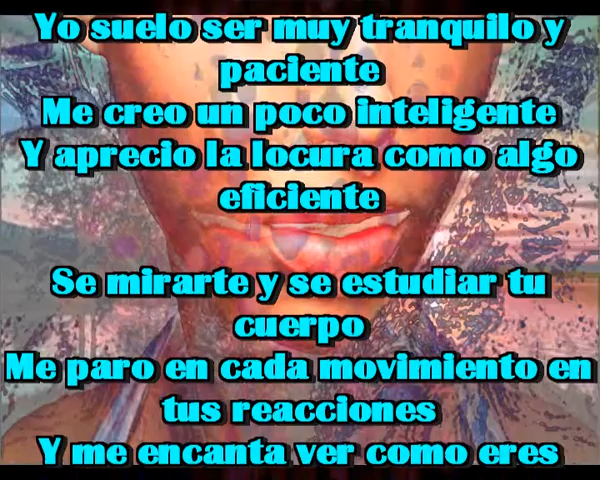 Yo suelo ser muy tranquilo y
paciente
Me creo un poco inteligente
Y aprecio la locura como algo
eficiente
Se mirarte y se estudiar tu
cuerpo
Me paro en cada movimiento en
tus reacciones
Y me encanta ver como eres